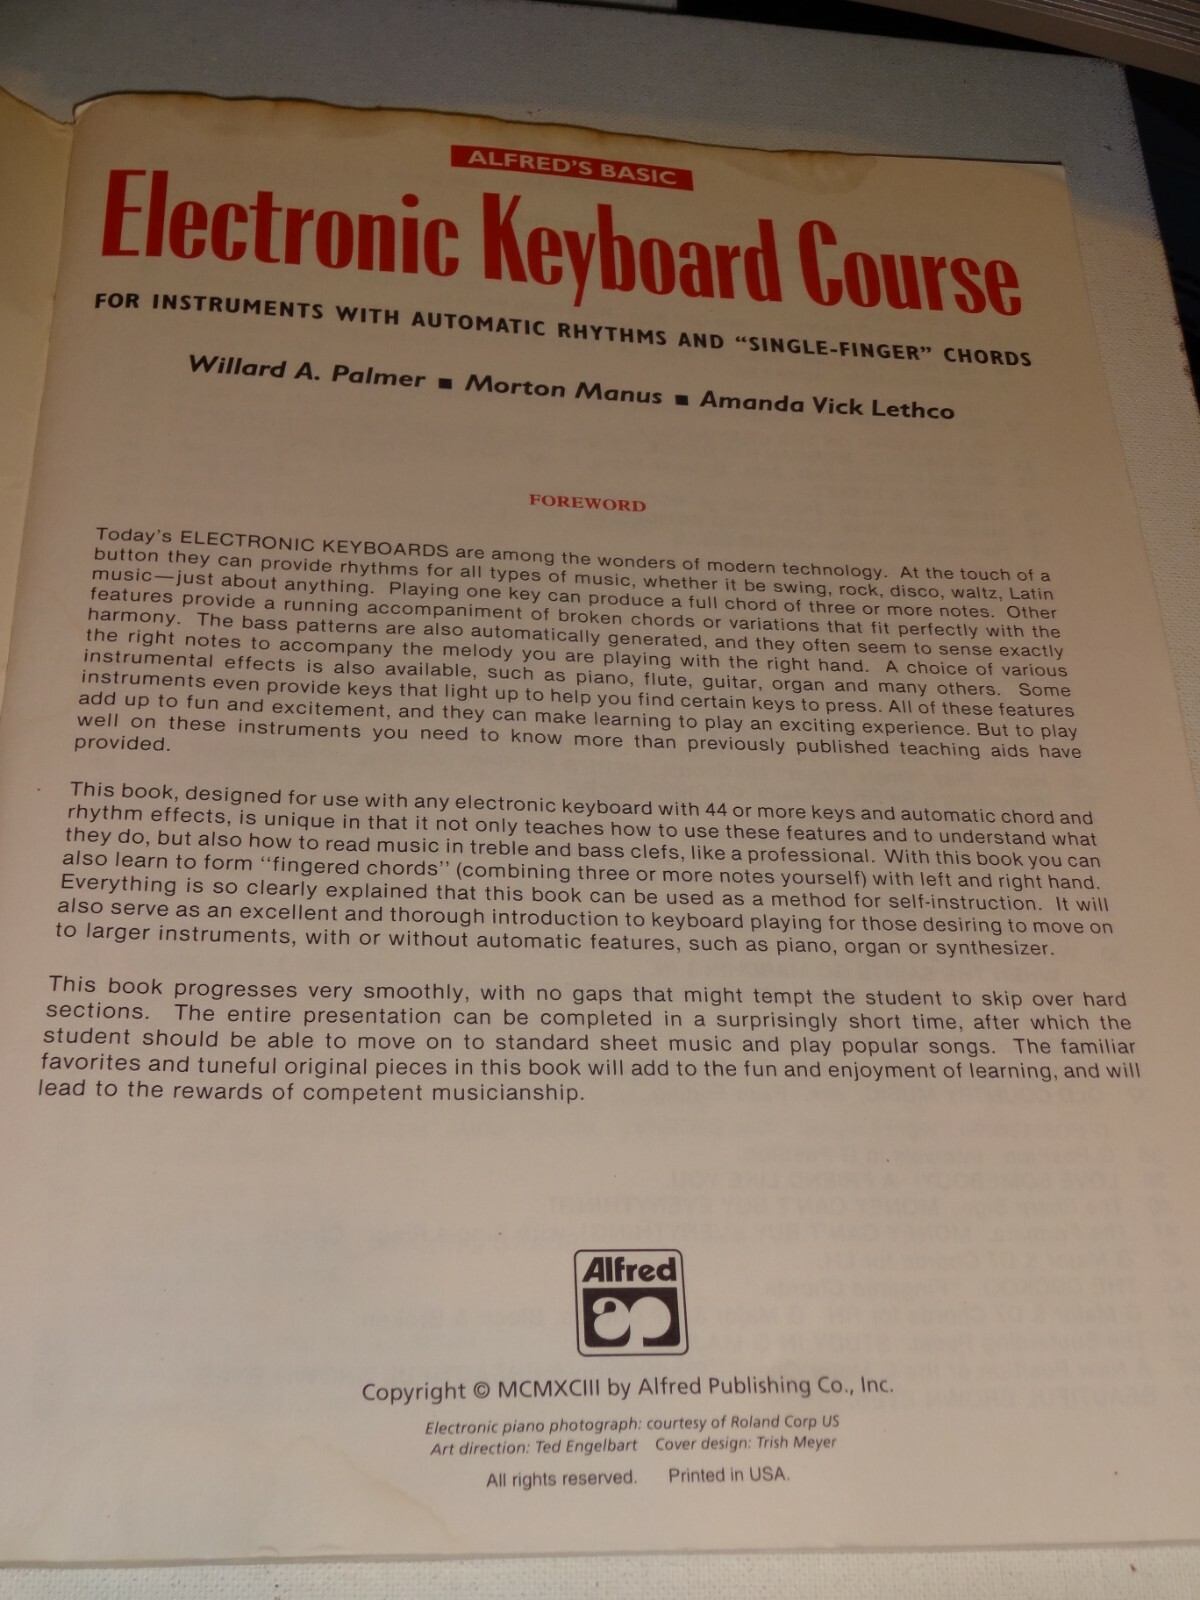 ALFRED'S BASIC
Electronic Keyboard Course
FOR INSTRUMENTS WITH AUTOMATIC RHYTHMS AND “SINGLE-FINGER” CHORDS
Willard A. Palmer ■ Morton Manus ■ Amanda Vick Lethco
FOREWORD
Today's ELECTRONIC KEYBOARDS are among the wonders of modern technology. At the touch of a
button they can provide rhythms for all types of music, whether it be swing, rock, disco, waltz, Latin
music—just about anything. Playing one key can produce a full chord of three or more notes. Other
features provide a running accompaniment of broken chords or variations that fit perfectly with the
harmony. The bass patterns are also automatically generated, and they often seem to sense exactly
the right notes to accompany the melody you are playing with the right hand. A choice of various
instrumental effects is also available, such as piano, flute, guitar, organ and many others. Some
instruments even provide keys that light up to help you find certain keys to press. All of these features
add up to fun and excitement, and they can make learning to play an exciting experience. But to play
well on these instruments you need to know more than previously published teaching aids have
provided.
This book, designed for use with any electronic keyboard with 44 or more keys and automatic chord and
rhythm effects, is unique in that it not only teaches how to use these features and to understand what
they do, but also how to read music in treble and bass clefs, like a professional. With this book you can
also learn to form “fingered chords” (combining three or more notes yourself) with left and right hand.
Everything is so clearly explained that this book can be used as a method for self-instruction. It will
also serve as an excellent and thorough introduction to keyboard playing for those desiring to move on
to larger instruments, with or without automatic features, such as piano, organ or synthesizer.
This book progresses very smoothly, with no gaps that might tempt the student to skip over hard
sections. The entire presentation can be completed in a surprisingly short time, after which the
student should be able to move on to standard sheet music and play popular songs. The familiar
favorites and tuneful original pieces in this book will add to the fun and enjoyment of learning, and will
lead to the rewards of competent musicianship.
Alfred
Copyright © MCMXCIII by Alfred Publishing Co., Inc.
Electronic piano photograph: courtesy of Roland Corp US
Art direction: Ted Engelbart Cover design: Trish Meyer
All rights reserved. Printed in USA.